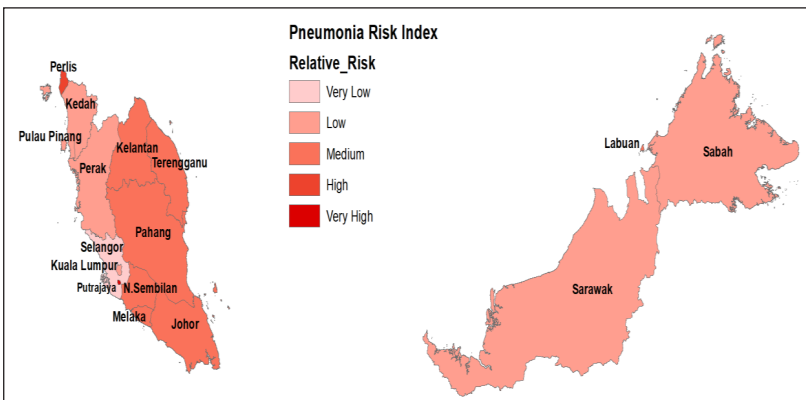 Pneumonia Risk Index
Relative_Risk
Very Low
Low
Medium
High
Very High
Perlis
Kedah
Pulau Pinang
Perak
Kelantan
Terengganu
Pahang
Selangor
Kuala Lumpur
Putrajaya
N.Sembilan
Melaka
Johor
Labuan
Sabah
Sarawak